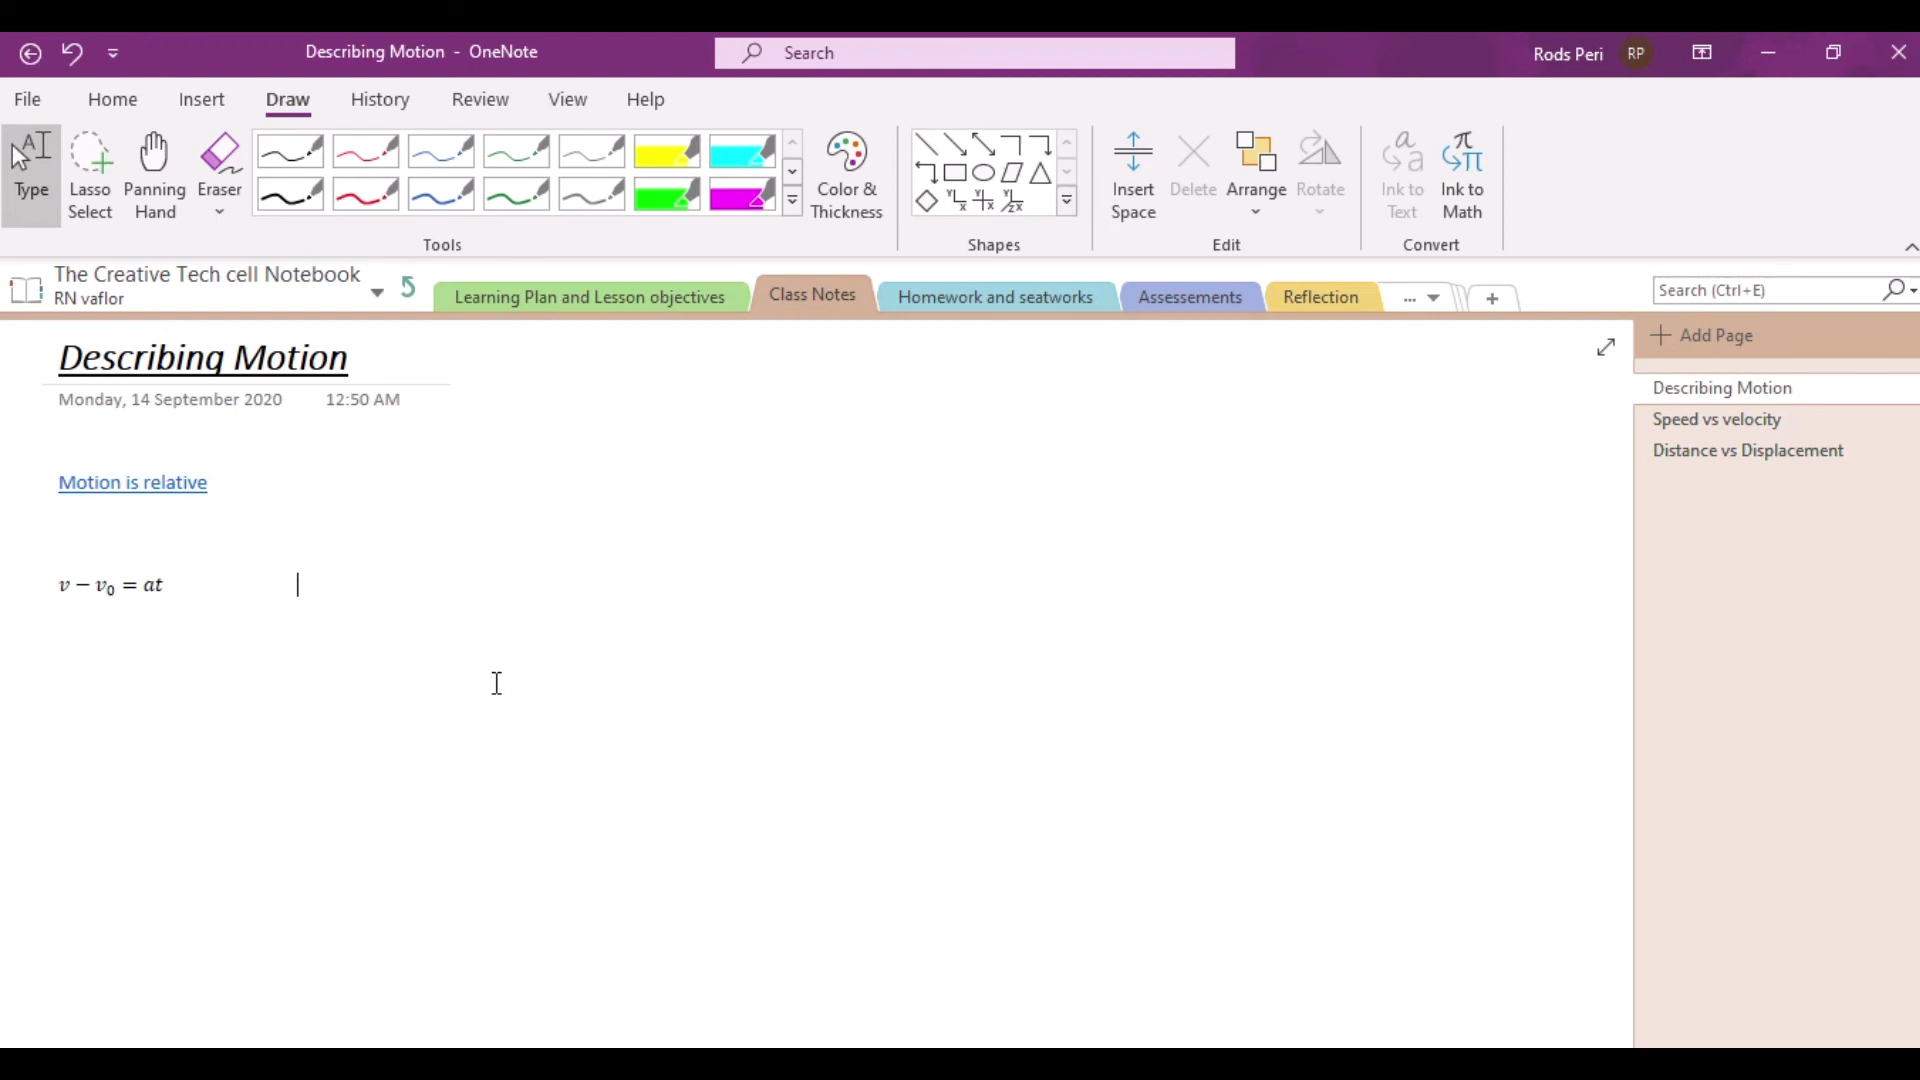 Describing Motion - OneNote
Search
Rods Peri RP
File Home Insert Draw History Review View Help
Type
Lasso Select
Panning Hand
Eraser
Color & Thickness
Insert Space
Delete
Arrange
Rotate
Ink to Text
Ink to Math
Tools
Shapes
Edit
Convert
The Creative Tech cell Notebook
RN vaflor
Learning Plan and Lesson objectives
Class Notes
Homework and seatworks
Assessements
Reflection
...
Search (Ctrl+E)
Add Page
Describing Motion
Speed vs velocity
Distance vs Displacement
Describing Motion
Monday, 14 September 2020 12:50 AM
Motion is relative
v − v₀ = at